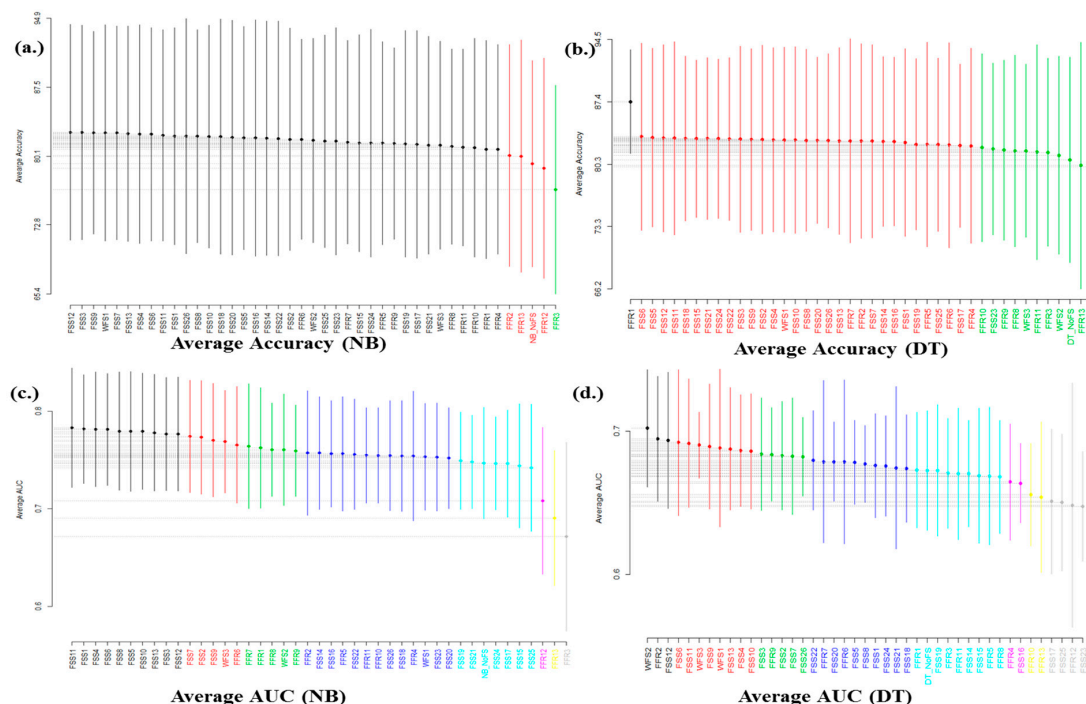 (a.)
Average Accuracy
94.9
87.5
80.1
72.8
65.4
FSS12 FSS3 FSS9 WFS1 FSS7 FSS13 FSS4 FSS6 FSS11 FSS1 FSS26 FSS8 FSS10 FSS18 FSS20 FSS5 FSS16 FSS14 FSS22 FSS2 FFR6 WFS2 FSS25 FSS23 FFR7 FSS15 FSS24 FFR5 FFR9 FSS19 FSS17 FSS21 WFS3 FFR8 FFR11 FFR10 FFR1 FFR4 FFR2 FFR13 NB_NoFS FFR12 FFR3
Average Accuracy (NB)
(b.)
Average Accuracy
94.5
87.4
80.3
73.3
66.2
FFR1 FSS6 FSS5 FSS12 FSS11 FSS18 FSS15 FSS21 FSS24 FSS22 FSS3 FSS9 FSS2 FSS4 WFS1 FSS10 FSS8 FSS20 FSS26 FSS13 FFR7 FFR2 FSS7 FSS14 FSS16 FSS1 FSS19 FFR5 FSS25 FFR6 FSS17 FFR4 FFR10 FSS23 FFR9 FFR8 WFS3 FFR11 FFR3 WFS2 DT_NoFS FFR13
Average Accuracy (DT)
(c.)
Average AUC
0.8
0.7
0.6
FSS11 FSS1 FSS4 FSS6 FSS8 FSS5 FSS10 FSS13 FSS3 FSS12 FSS7 FSS2 FSS9 WFS3 FFR6 FFR7 FFR1 FFR8 WFS2 FFR9 FFR2 FSS14 FSS16 FFR5 FSS22 FFR11 FFR10 FSS26 FSS18 FFR4 WFS1 FSS23 FSS20 FSS19 FSS21 NB_NoFS FSS24 FSS17 FSS15 FSS25 FFR12 FFR3
Average AUC (NB)
(d.)
Average AUC
0.7
0.6
WFS2 FFR2 FSS12 FSS6 FSS11 WFS3 FSS9 WFS1 FSS13 FSS4 FSS10 FSS3 FFR9 FSS2 FSS7 FSS26 FSS22 FFR7 FSS20 FFR6 FSS5 FSS8 FSS1 FSS24 FSS21 FSS18 FFR1 DT_NoFS FSS19 FFR3 FFR11 FSS14 FSS15 FFR5 FFR8 FFR4 FSS16 FFR13 FSS17 FSS25 FFR12 FSS23
Average AUC (DT)